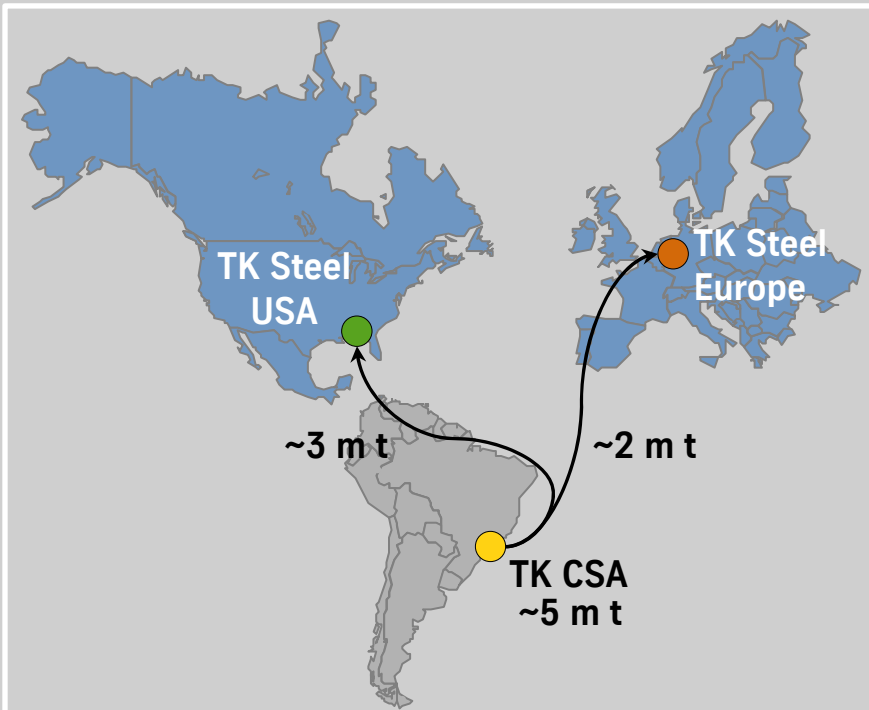 TK Steel
USA
TK Steel
Europe
~3 m t
~2 m t
TK CSA
~5 m t